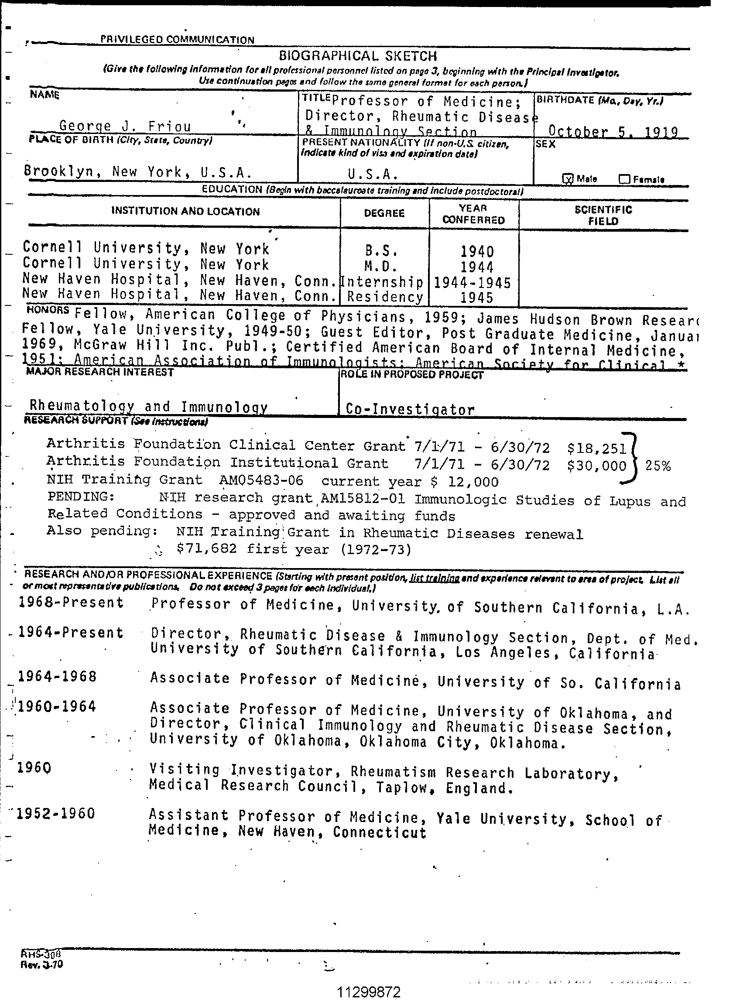 PRIVILEGED COMMUNICATION
BIOGRAPHICAL SKETCH
(Give the following information for all professional personnel listed on page 3, beginning with the Principal Investigator.
Use continuation pages and follow the same general format for each person.)
NAME
George J. Friou
TITLE Professor of Medicine;
Director, Rheumatic Disease
& Immunology Section
BIRTHDATE (Mo., Day, Yr.)
October 5, 1919
PLACE OF BIRTH (City, State, Country)
Brooklyn, New York, U.S.A.
PRESENT NATIONALITY (If non-U.S. citizen,
indicate kind of visa and expiration date)
U.S.A.
SEX
☒ Male ☐ Female
EDUCATION (Begin with baccalaureate training and include postdoctoral)
INSTITUTION AND LOCATION DEGREE YEAR CONFERRED SCIENTIFIC FIELD
Cornell University, New York B.S. 1940
Cornell University, New York M.D. 1944
New Haven Hospital, New Haven, Conn. Internship 1944-1945
New Haven Hospital, New Haven, Conn. Residency 1945
HONORS Fellow, American College of Physicians, 1959; James Hudson Brown Researc
Fellow, Yale University, 1949-50; Guest Editor, Post Graduate Medicine, Januar
1969, McGraw Hill Inc. Publ.; Certified American Board of Internal Medicine,
1951; American Association of Immunologists; American Society for Clinical *
MAJOR RESEARCH INTEREST
Rheumatology and Immunology
ROLE IN PROPOSED PROJECT
Co-Investigator
RESEARCH SUPPORT (See instructions)
Arthritis Foundation Clinical Center Grant 7/1/71 - 6/30/72 $18,251
Arthritis Foundation Institutional Grant 7/1/71 - 6/30/72 $30,000 25%
NIH Training Grant AM05483-06 current year $ 12,000
PENDING: NIH research grant AM15812-01 Immunologic Studies of Lupus and
Related Conditions - approved and awaiting funds
Also pending: NIH Training Grant in Rheumatic Diseases renewal
$71,682 first year (1972-73)
RESEARCH AND/OR PROFESSIONAL EXPERIENCE (Starting with present position, list training and experience relevant to area of project. List all
or most representative publications. Do not exceed 3 pages for each individual.)
1968-Present Professor of Medicine, University of Southern California, L.A.
1964-Present Director, Rheumatic Disease & Immunology Section, Dept. of Med.
University of Southern California, Los Angeles, California
1964-1968 Associate Professor of Medicine, University of So. California
1960-1964 Associate Professor of Medicine, University of Oklahoma, and
Director, Clinical Immunology and Rheumatic Disease Section,
University of Oklahoma, Oklahoma City, Oklahoma.
1960 Visiting Investigator, Rheumatism Research Laboratory,
Medical Research Council, Taplow, England.
1952-1960 Assistant Professor of Medicine, Yale University, School of
Medicine, New Haven, Connecticut
RHS-398
Rev. 3-70
11299872